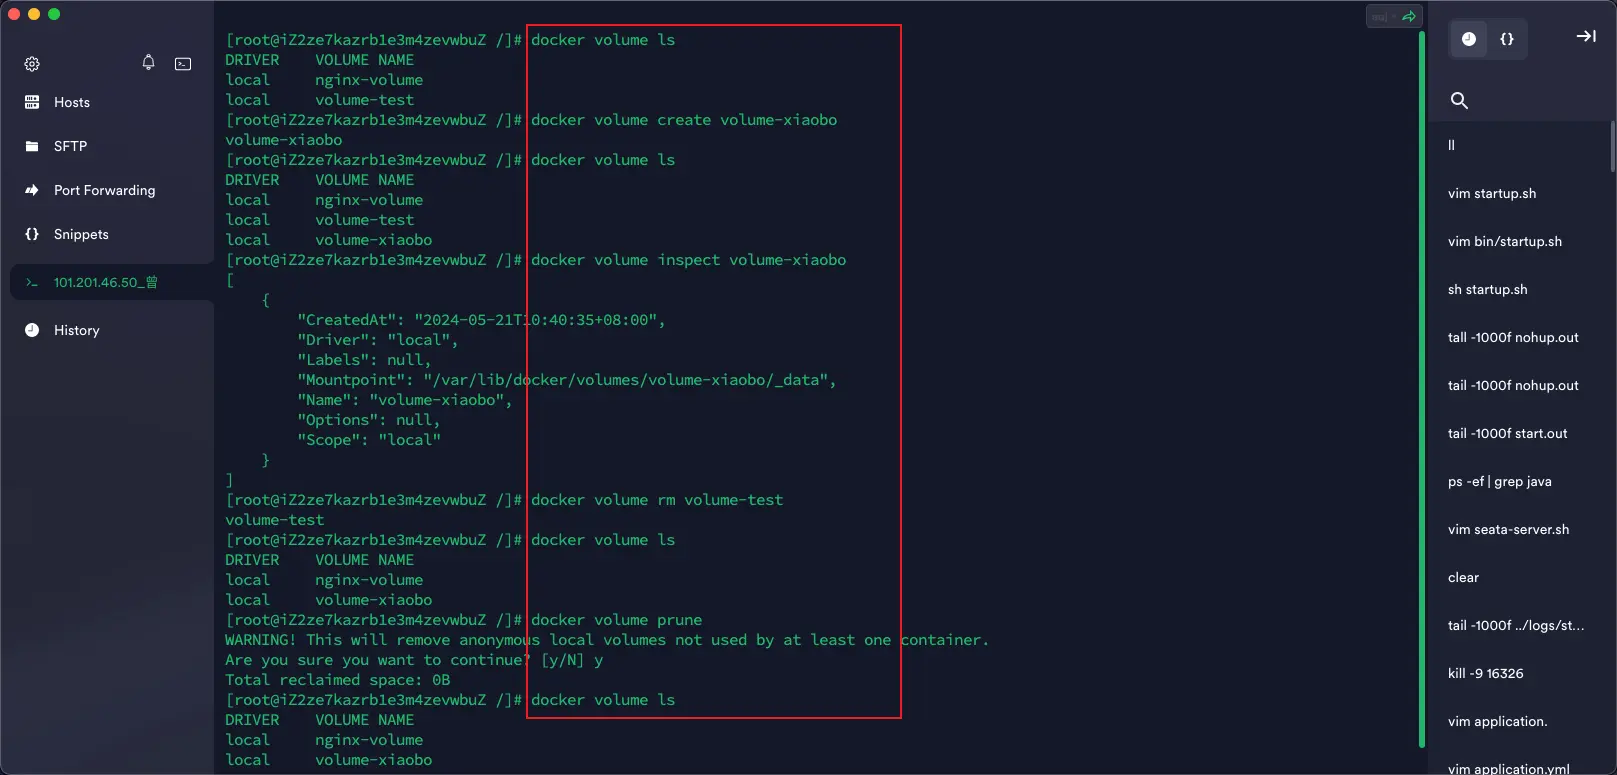 Hosts
SFTP
Port Forwarding
Snippets
101.201.46.50_曾
History
[root@iZ2ze7kazrb1e3m4zevwbuZ /]# docker volume ls
DRIVER    VOLUME NAME
local     nginx-volume
local     volume-test
[root@iZ2ze7kazrb1e3m4zevwbuZ /]# docker volume create volume-xiaobo
volume-xiaobo
[root@iZ2ze7kazrb1e3m4zevwbuZ /]# docker volume ls
DRIVER    VOLUME NAME
local     nginx-volume
local     volume-test
local     volume-xiaobo
[root@iZ2ze7kazrb1e3m4zevwbuZ /]# docker volume inspect volume-xiaobo
[
    {
        "CreatedAt": "2024-05-21T10:40:35+08:00",
        "Driver": "local",
        "Labels": null,
        "Mountpoint": "/var/lib/docker/volumes/volume-xiaobo/_data",
        "Name": "volume-xiaobo",
        "Options": null,
        "Scope": "local"
    }
]
[root@iZ2ze7kazrb1e3m4zevwbuZ /]# docker volume rm volume-test
volume-test
[root@iZ2ze7kazrb1e3m4zevwbuZ /]# docker volume ls
DRIVER    VOLUME NAME
local     nginx-volume
local     volume-xiaobo
[root@iZ2ze7kazrb1e3m4zevwbuZ /]# docker volume prune
WARNING! This will remove anonymous local volumes not used by at least one container.
Are you sure you want to continue? [y/N] y
Total reclaimed space: 0B
[root@iZ2ze7kazrb1e3m4zevwbuZ /]# docker volume ls
DRIVER    VOLUME NAME
local     nginx-volume
local     volume-xiaobo
ll
vim startup.sh
vim bin/startup.sh
sh startup.sh
tall -1000f nohup.out
tail -1000f nohup.out
tail -1000f start.out
ps -ef | grep java
vim seata-server.sh
clear
tail -1000f ../logs/st...
kill -9 16326
vim application.
vim application.yml